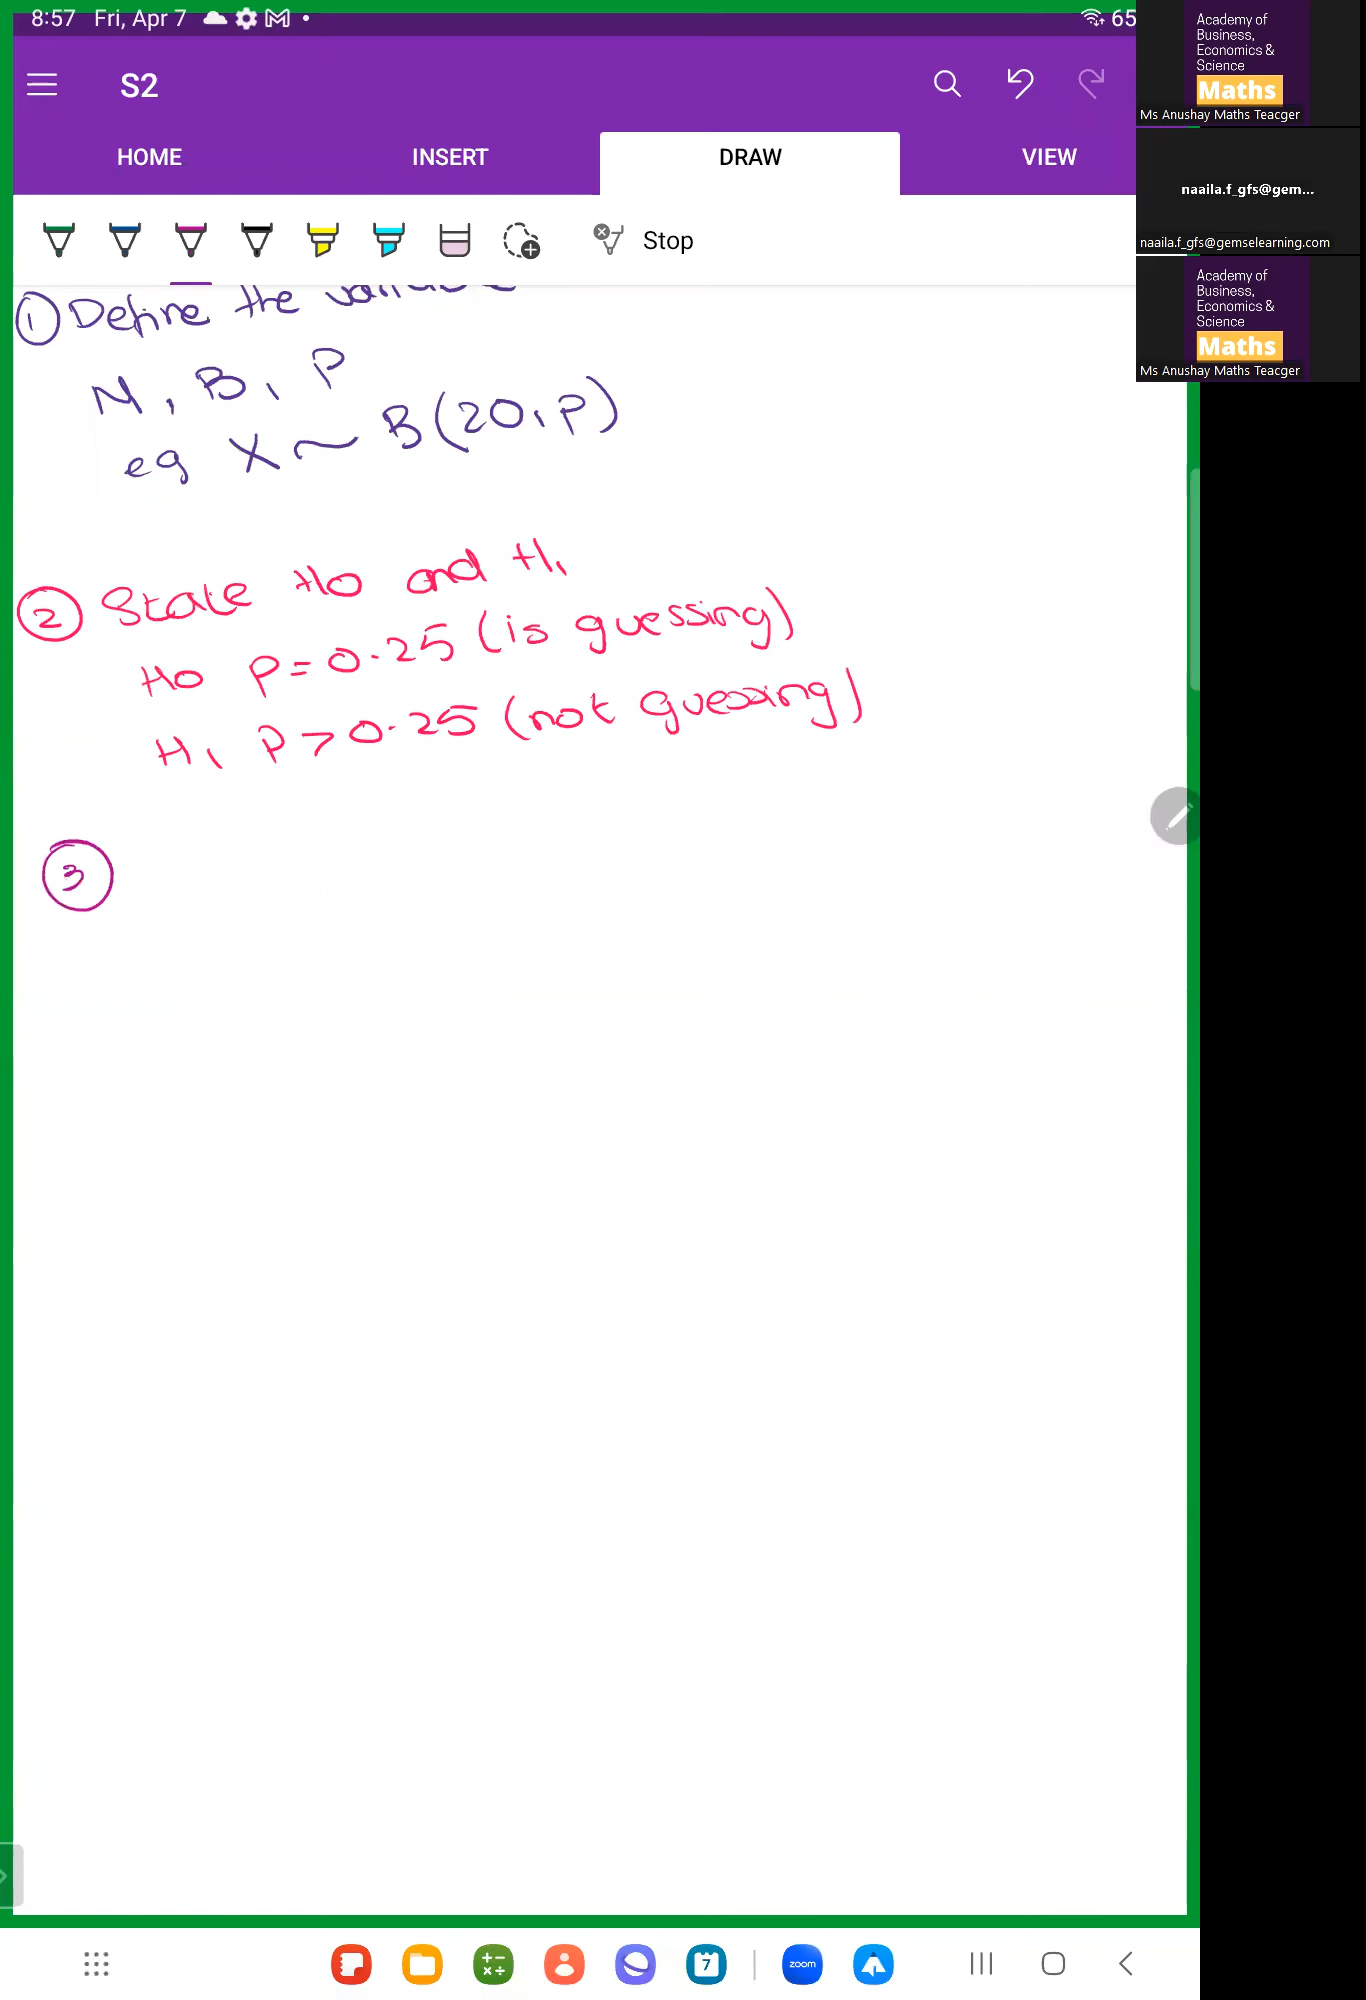 8:57 Fri, Apr 7
65
S2
HOME INSERT DRAW VIEW
Stop
① Define the variable
N, B, P
eg X ~ B(20, P)
② State Ho and H1
Ho P = 0.25 (is guessing)
H1 P > 0.25 (not guessing)
③
Academy of
Business,
Economics &
Science
Maths
Ms Anushay Maths Teacger
naaila.f_gfs@gem...
naaila.f_gfs@gemselearning.com
Academy of
Business,
Economics &
Science
Maths
Ms Anushay Maths Teacger
7
zoom